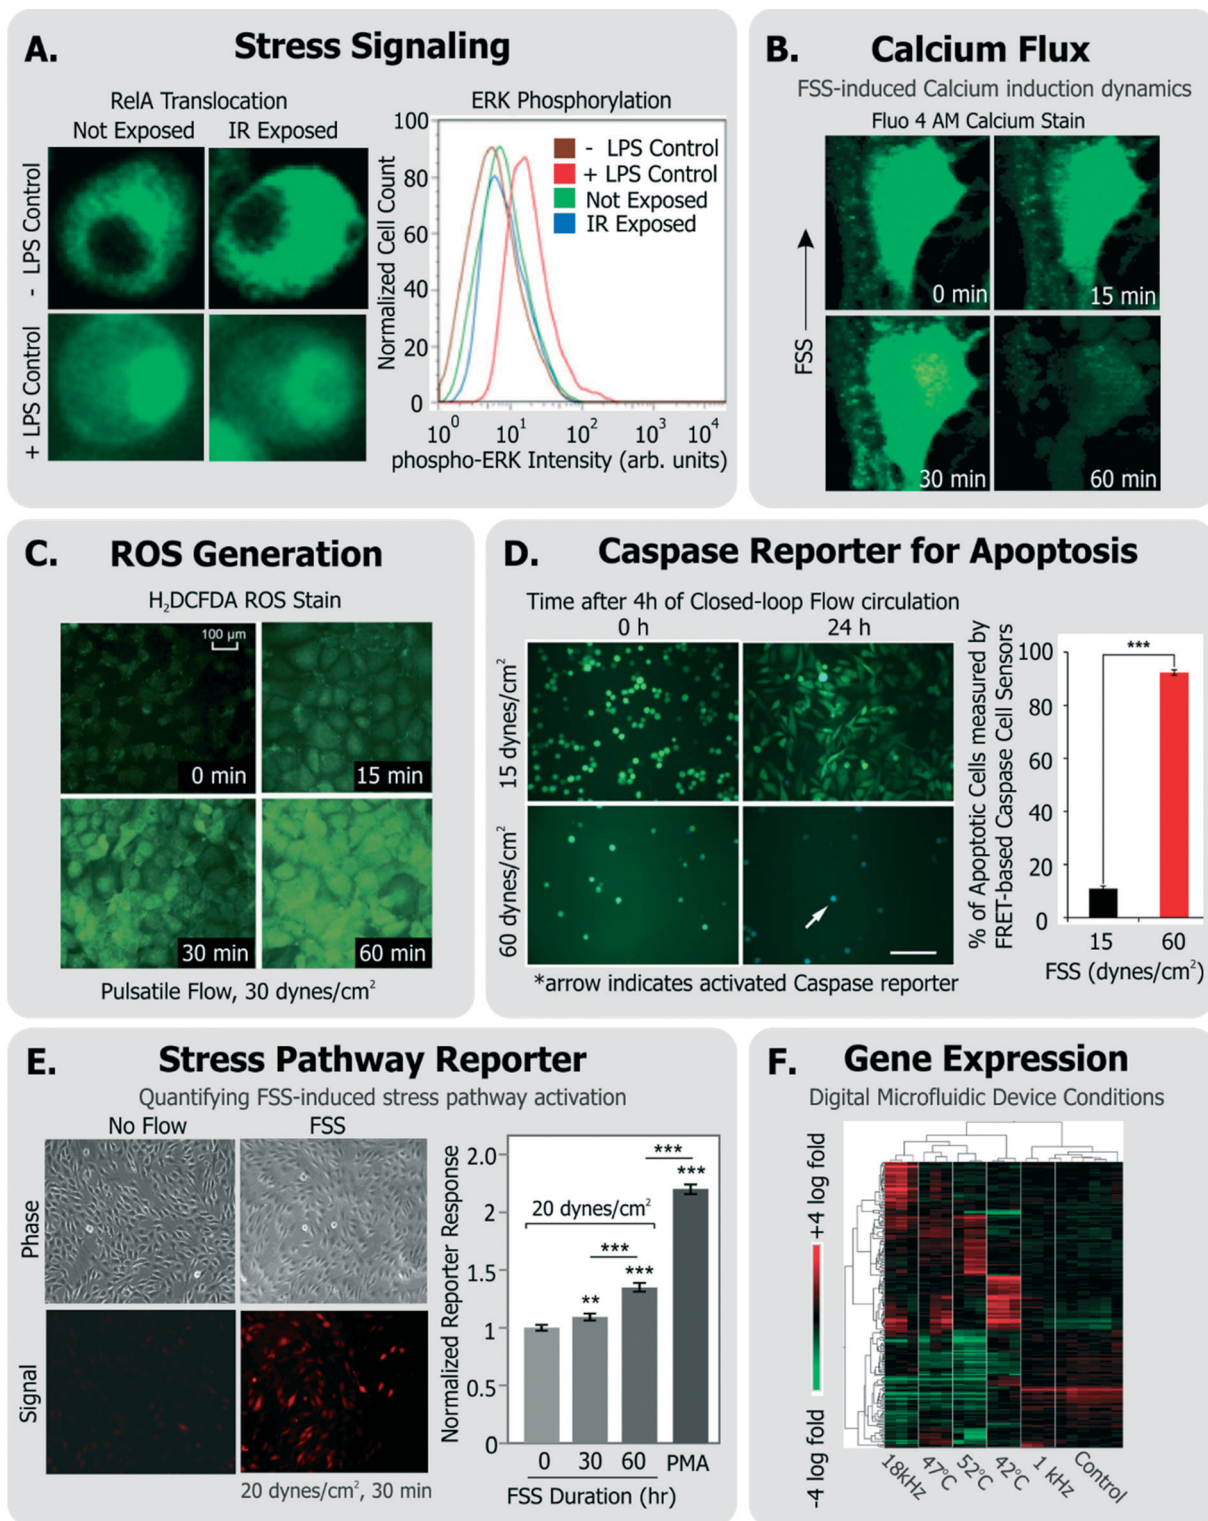 A. Stress Signaling
RelA Translocation
Not Exposed
IR Exposed
- LPS Control
+ LPS Control
ERK Phosphorylation
Normalized Cell Count
100
80
60
40
20
0
- LPS Control
+ LPS Control
Not Exposed
IR Exposed
10⁰ 10¹ 10² 10³ 10⁴
phospho-ERK Intensity (arb. units)
B. Calcium Flux
FSS-induced Calcium induction dynamics
Fluo 4 AM Calcium Stain
FSS
0 min
15 min
30 min
60 min
C. ROS Generation
H₂DCFDA ROS Stain
100 µm
0 min
15 min
30 min
60 min
Pulsatile Flow, 30 dynes/cm²
D. Caspase Reporter for Apoptosis
Time after 4h of Closed-loop Flow circulation
0 h
24 h
15 dynes/cm²
60 dynes/cm²
*arrow indicates activated Caspase reporter
% of Apoptotic Cells measured by
FRET-based Caspase Cell Sensors
100
80
60
40
20
0
***
15 60
FSS (dynes/cm²)
E. Stress Pathway Reporter
Quantifying FSS-induced stress pathway activation
No Flow
FSS
Phase
Signal
20 dynes/cm², 30 min
Normalized Reporter Response
2.0
2
1.5
1
0.5
0
20 dynes/cm²
***
***
***
***
**
0 30 60 PMA
FSS Duration (hr)
F. Gene Expression
Digital Microfluidic Device Conditions
+4 log fold
-4 log fold
18kHz
47°C
52°C
42°C
1 kHz
Control